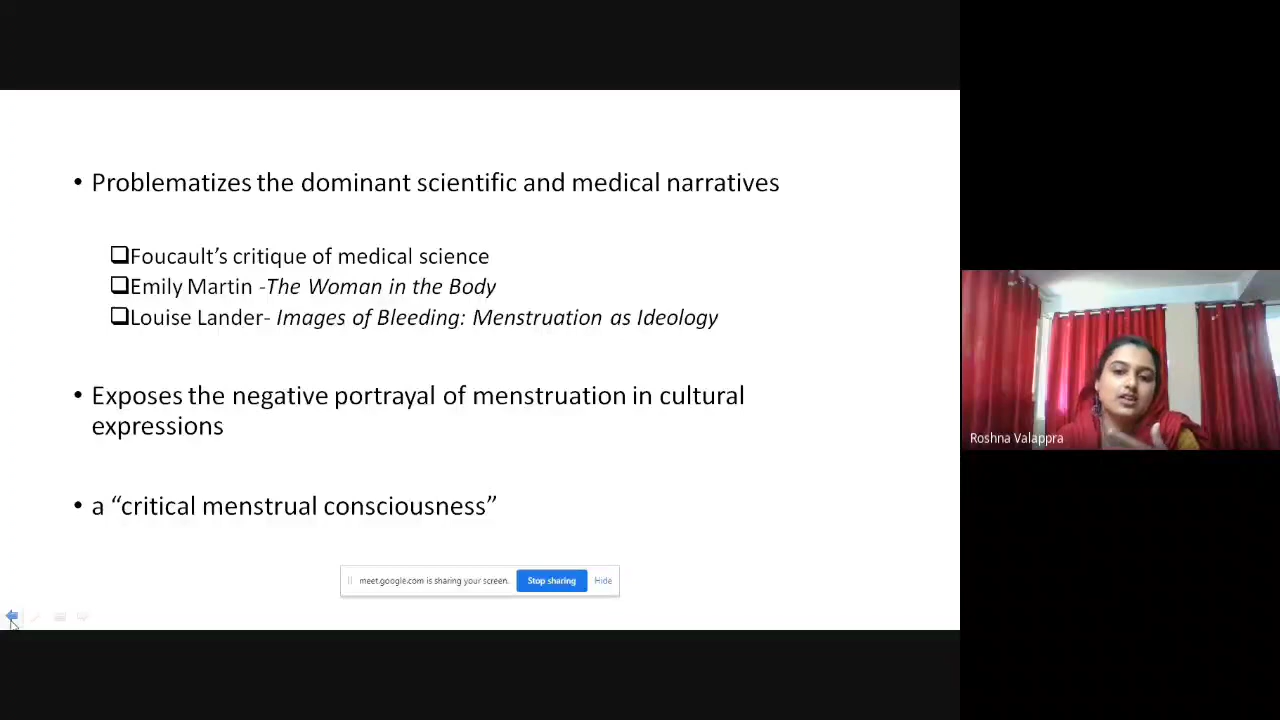 • Problematizes the dominant scientific and medical narratives
❑Foucault’s critique of medical science
❑Emily Martin -The Woman in the Body
❑Louise Lander- Images of Bleeding: Menstruation as Ideology
• Exposes the negative portrayal of menstruation in cultural
expressions
• a “critical menstrual consciousness”
meet.google.com is sharing your screen. Stop sharing Hide
Roshna Valappra